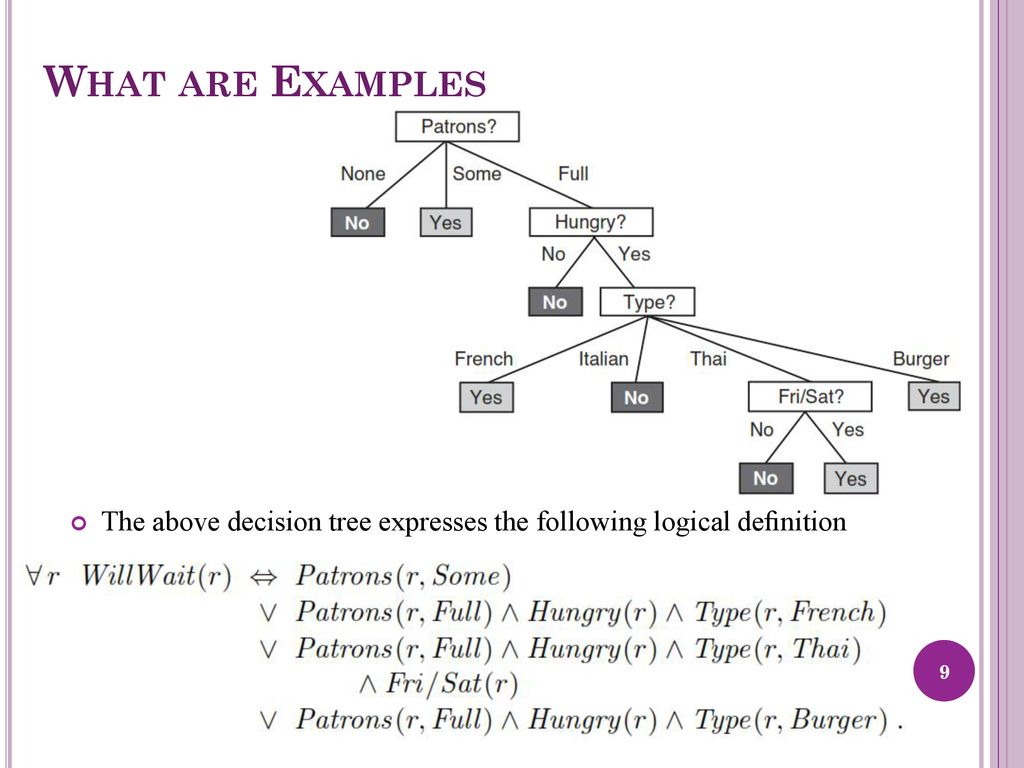 WHAT ARE EXAMPLES
Patrons?
None Some Full
No Yes Hungry?
No Yes
No Type?
French Italian Thai Burger
Yes No Fri/Sat? Yes
No Yes
No Yes
The above decision tree expresses the following logical definition
∀r WillWait(r) ⇔ Patrons(r, Some)
∨ Patrons(r, Full) ∧ Hungry(r) ∧ Type(r, French)
∨ Patrons(r, Full) ∧ Hungry(r) ∧ Type(r, Thai)
∧ Fri/Sat(r)
9
∨ Patrons(r, Full) ∧ Hungry(r) ∧ Type(r, Burger) .